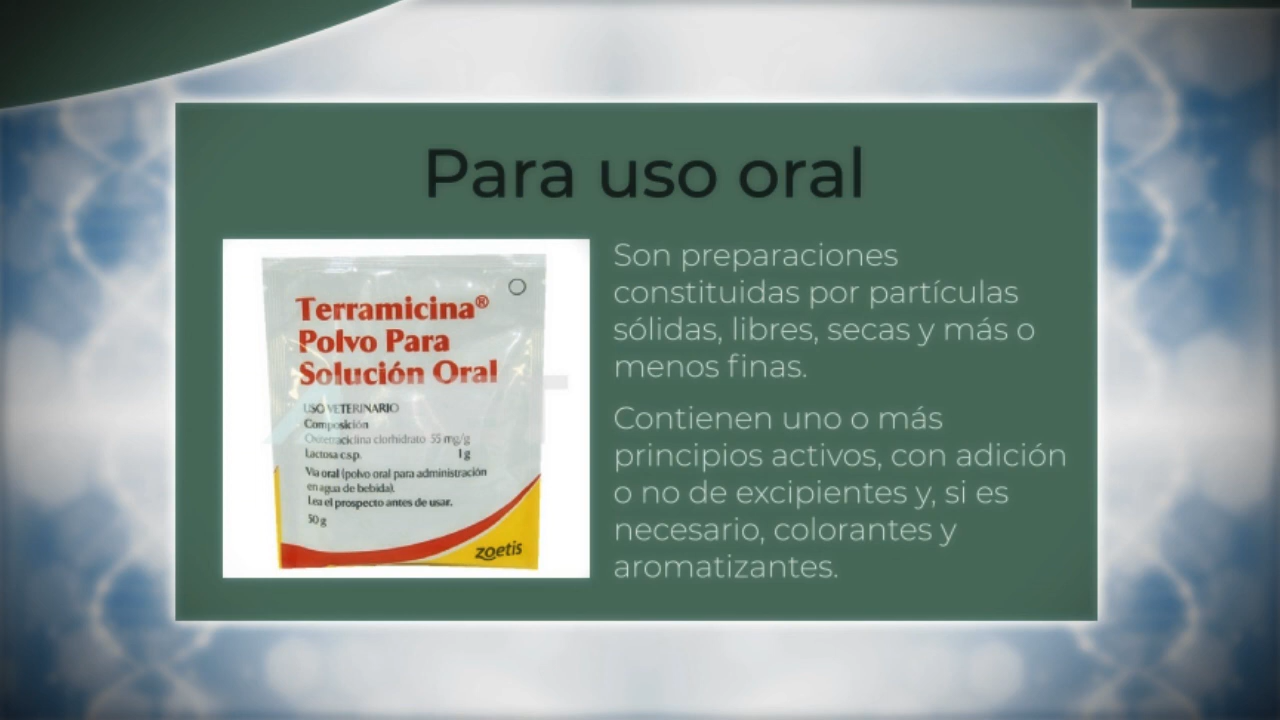 Para uso oral
Terramicina®
Polvo Para
Solución Oral
USO VETERINARIO
Composición
Oxitetraciclina clorhidrato 55 mg/g
Lactosa c.s.p. 1 g
Vía oral (polvo oral para administración
en agua de bebida).
Lea el prospecto antes de usar.
50 g
zoetis
Son preparaciones
constituidas por partículas
sólidas, libres, secas y más o
menos finas.
Contienen uno o más
principios activos, con adición
o no de excipientes y, si es
necesario, colorantes y
aromatizantes.